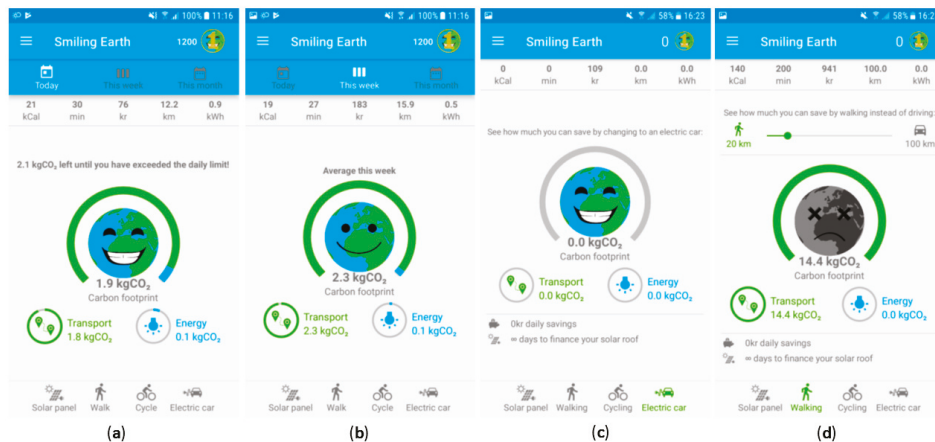 100% 11:16
Smiling Earth 1200
Today This week This month
21 30 76 12.2 0.9
kCal min kr km kWh
2.1 kgCO₂ left until you have exceeded the daily limit!
1.9 kgCO₂
Carbon footprint
Transport Energy
1.8 kgCO₂ 0.1 kgCO₂
Solar panel Walk Cycle Electric car
(a)
100% 11:16
Smiling Earth 1200
Today This week This month
19 27 183 15.9 0.5
kCal min kr km kWh
Average this week
2.3 kgCO₂
Carbon footprint
Transport Energy
2.3 kgCO₂ 0.1 kgCO₂
Solar panel Walk Cycle Electric car
(b)
58% 16:23
Smiling Earth 0
0 0 109 0.0 0.0
kCal min kr km kWh
See how much you can save by changing to an electric car:
0.0 kgCO₂
Carbon footprint
Transport Energy
0.0 kgCO₂ 0.0 kgCO₂
0kr daily savings
∞ days to finance your solar roof
Solar panel Walking Cycling Electric car
(c)
58% 16:2
Smiling Earth 0
140 200 941 100.0 0.0
kCal min kr km kWh
See how much you can save by walking instead of driving:
20 km 100 km
14.4 kgCO₂
Carbon footprint
Transport Energy
14.4 kgCO₂ 0.0 kgCO₂
0kr daily savings
∞ days to finance your solar roof
Solar panel Walking Cycling Electric car
(d)